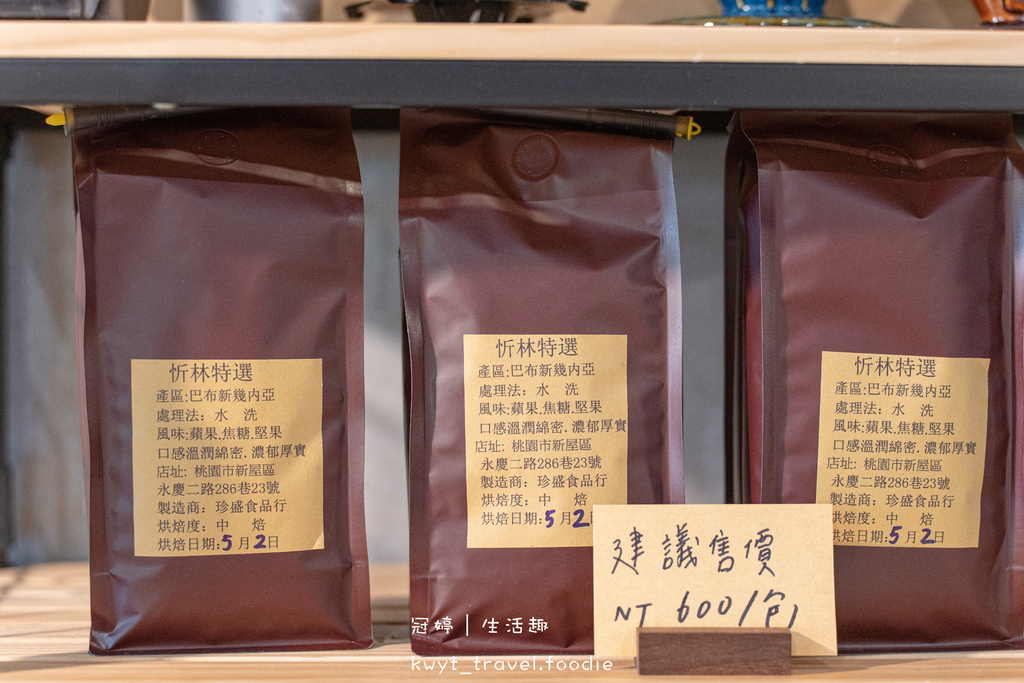 忻林特選
產區:巴布新幾內亞
處理法: 水 洗
風味:蘋果.焦糖.堅果
口感溫潤綿密. 濃郁厚實
店址: 桃園市新屋區
永慶二路286巷23號
製造商: 珍盛食品行
烘焙度: 中 焙
烘焙日期:5月2日
忻林特選
產區:巴布新幾內亞
處理法: 水 洗
風味:蘋果.焦糖.堅果
口感溫潤綿密. 濃郁厚實
店址: 桃園市新屋區
永慶二路286巷23號
製造商: 珍盛食品行
烘焙度: 中 焙
烘焙日期:5月2
忻林特選
產區:巴布新幾內亞
處理法: 水 洗
風味:蘋果.焦糖.堅果
口感溫潤綿密. 濃郁厚實
店址: 桃園市新屋區
永慶二路286巷23號
製造商: 珍盛食品行
烘焙度: 中 焙
烘焙日期:5月2日
建議售價
NT 600/包
冠婷|生活趣
kwyt_travel.foodie